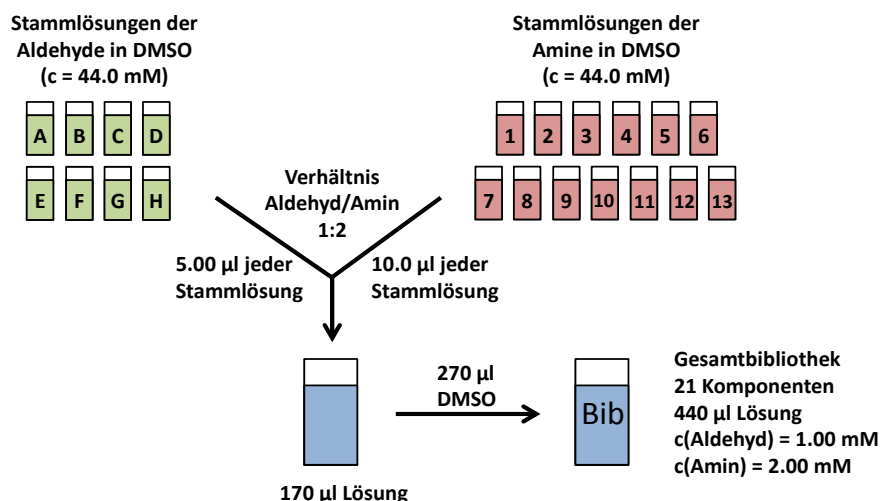 Stammlösungen der
Aldehyde in DMSO
(c = 44.0 mM)
A B C D
E F G H
Stammlösungen der
Amine in DMSO
(c = 44.0 mM)
1 2 3 4 5 6
7 8 9 10 11 12 13
Verhältnis
Aldehyd/Amin
1:2
5.00 µl jeder
Stammlösung
10.0 µl jeder
Stammlösung
170 µl Lösung
270 µl
DMSO
Bib
Gesamtbibliothek
21 Komponenten
440 µl Lösung
c(Aldehyd) = 1.00 mM
c(Amin) = 2.00 mM